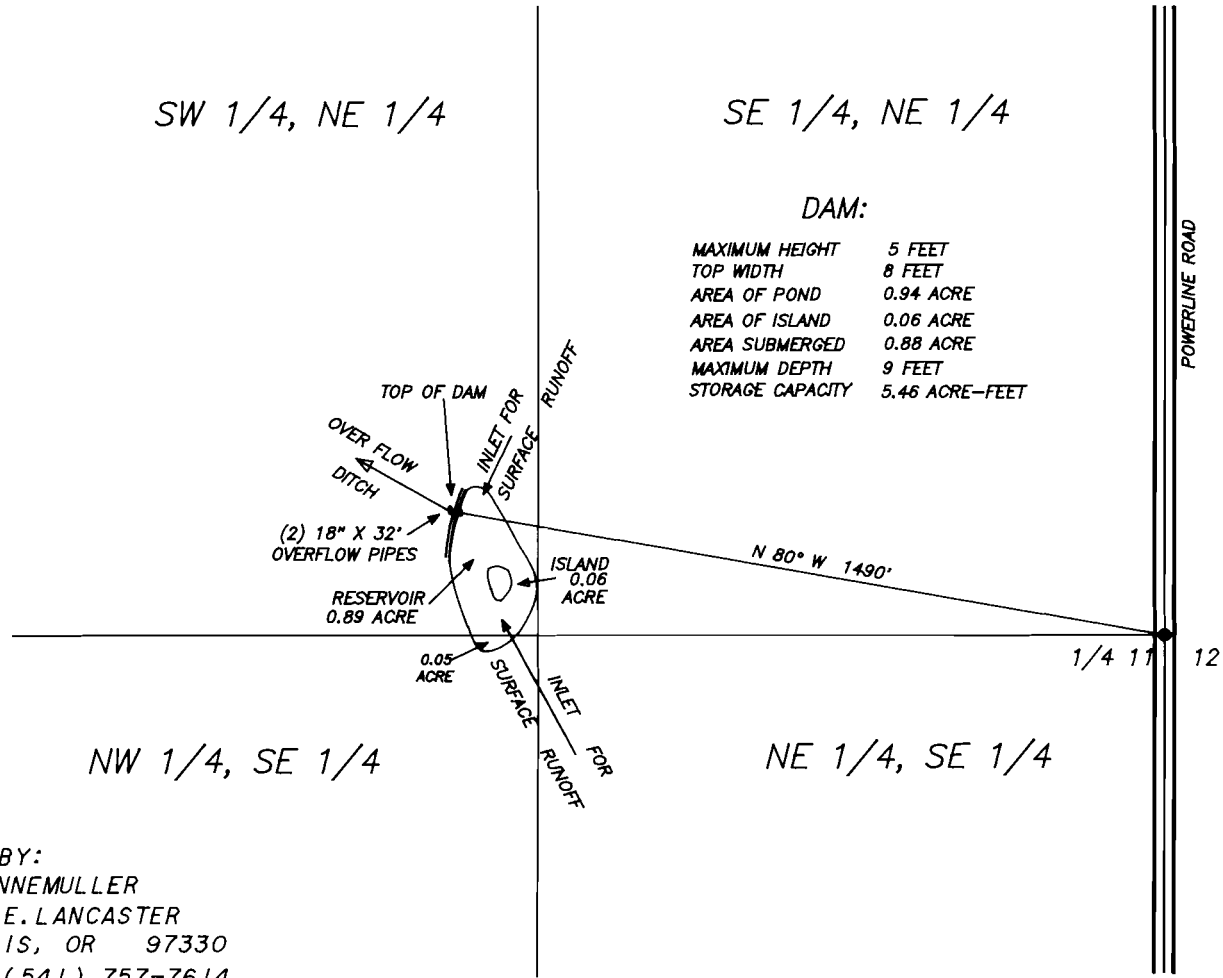 SW 1/4, NE 1/4
SE 1/4, NE 1/4
DAM:
MAXIMUM HEIGHT 5 FEET
TOP WIDTH 8 FEET
AREA OF POND 0.94 ACRE
AREA OF ISLAND 0.06 ACRE
AREA SUBMERGED 0.88 ACRE
MAXIMUM DEPTH 9 FEET
STORAGE CAPACITY 5.46 ACRE-FEET
POWERLINE ROAD
TOP OF DAM
INLET FOR
SURFACE RUNOFF
OVER FLOW
DITCH
(2) 18" X 32'
OVERFLOW PIPES
N 80° W 1490'
ISLAND
0.06
ACRE
RESERVOIR
0.89 ACRE
0.05
ACRE
INLET FOR
SURFACE RUNOFF
1/4 11 12
NW 1/4, SE 1/4
NE 1/4, SE 1/4
BY:
NNEMULLER
E. LANCASTER
IS, OR 97330
(541) 757-7614